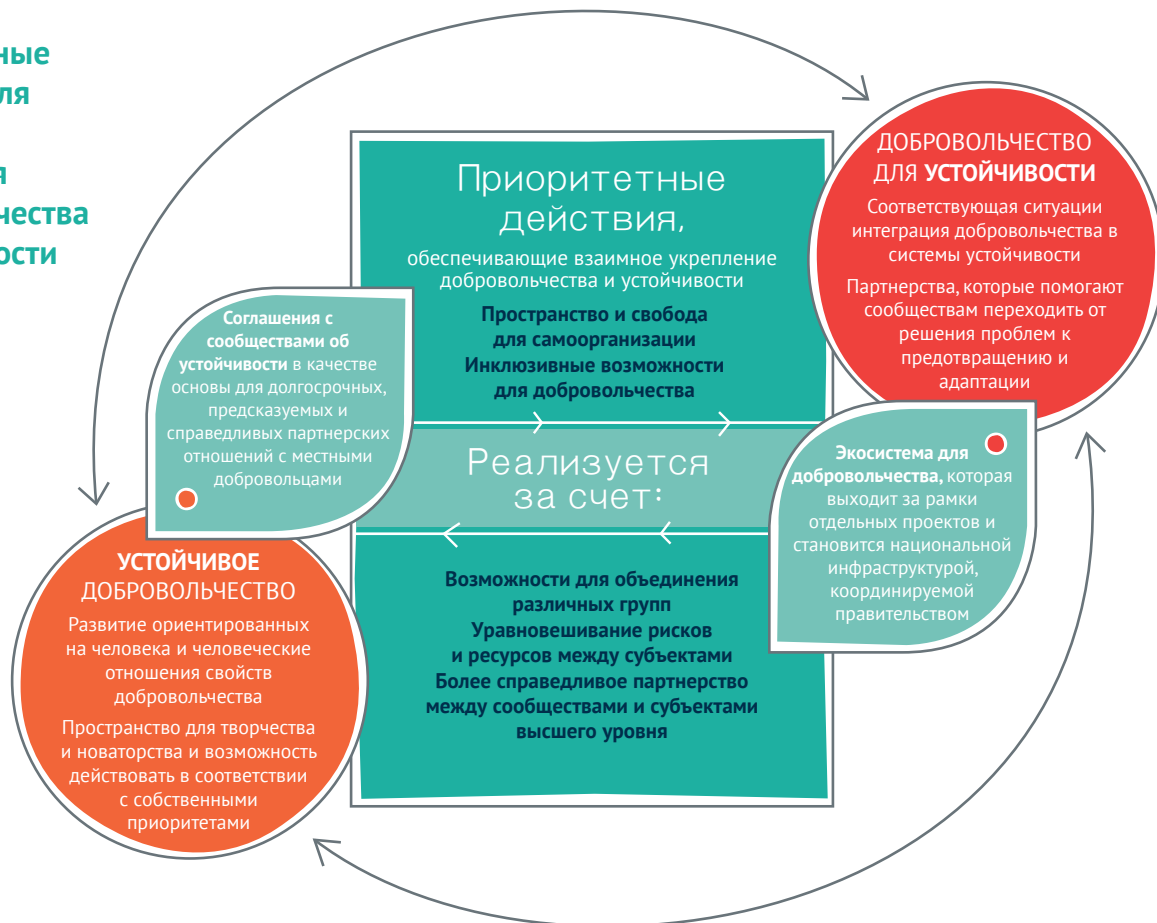 ные
ля
я
чества
ости
Приоритетные
действия,
обеспечивающие взаимное укрепление
добровольчества и устойчивости
Пространство и свобода
для самоорганизации
Инклюзивные возможности
для добровольчества
Реализуется
за счет:
Возможности для объединения
различных групп
Уравновешивание рисков
и ресурсов между субъектами
Более справедливое партнерство
между сообществами и субъектами
высшего уровня
ДОБРОВОЛЬЧЕСТВО
ДЛЯ УСТОЙЧИВОСТИ
Соответствующая ситуации
интеграция добровольчества в
системы устойчивости
Партнерства, которые помогают
сообществам переходить от
решения проблем к
предотвращению и
адаптации
Соглашения с
сообществами об
устойчивости в качестве
основы для долгосрочных,
предсказуемых и
справедливых партнерских
отношений с местными
добровольцами
Экосистема для
добровольчества, которая
выходит за рамки
отдельных проектов и
становится национальной
инфраструктурой,
координируемой
правительством
УСТОЙЧИВОЕ
ДОБРОВОЛЬЧЕСТВО
Развитие ориентированных
на человека и человеческие
отношения свойств
добровольчества
Пространство для творчества
и новаторства и возможность
действовать в соответствии
с собственными
приоритетами